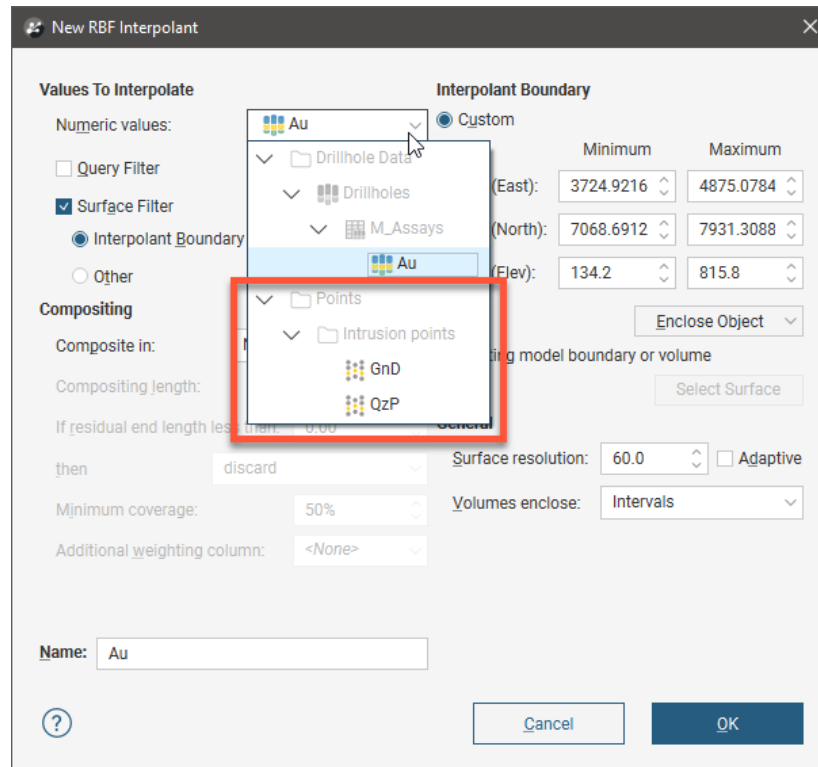 New RBF Interpolant
Values To Interpolate
Numeric values:
Au
Query Filter
Surface Filter
Interpolant Boundary
Other
Drillhole Data
Drillholes
M_Assays
Au
Points
Intrusion points
GnD
QzP
Compositing
Composite in:
Compositing length:
If residual end length less than:
0.00
then
discard
Minimum coverage:
50%
Additional weighting column:
<None>
Interpolant Boundary
Custom
Minimum Maximum
(East): 3724.9216 4875.0784
(North): 7068.6912 7931.3088
(Elev): 134.2 815.8
Enclose Object
model boundary or volume
Select Surface
General
Surface resolution: 60.0 Adaptive
Volumes enclose: Intervals
Name: Au
?
Cancel
OK